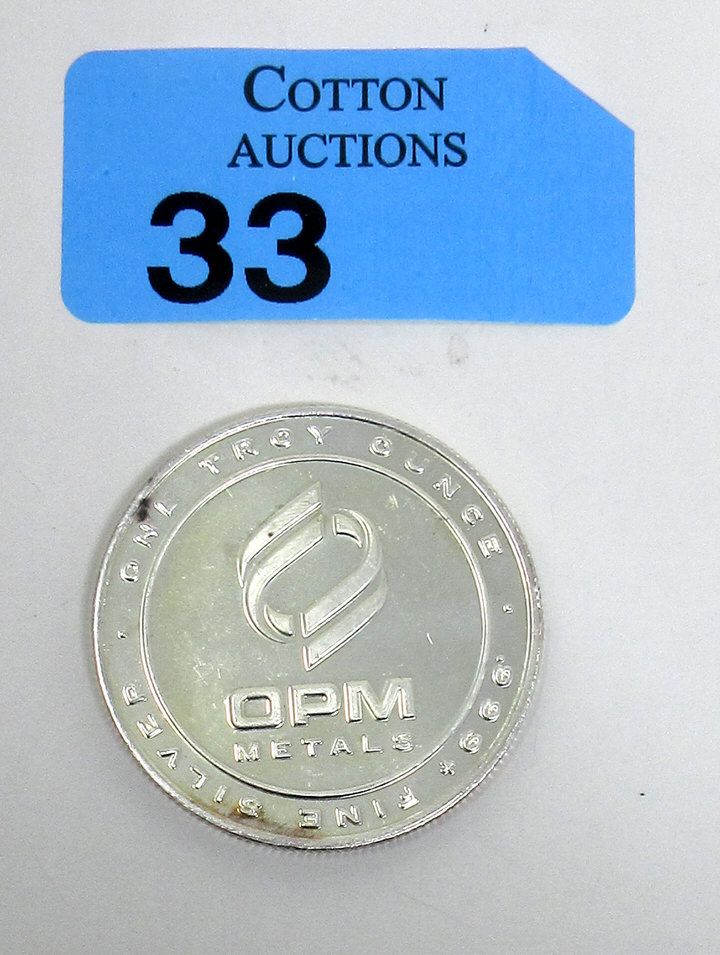 COTTON
AUCTIONS
33
ONE TROY OUNCE
OPM
METALS
.999+ FINE SILVER